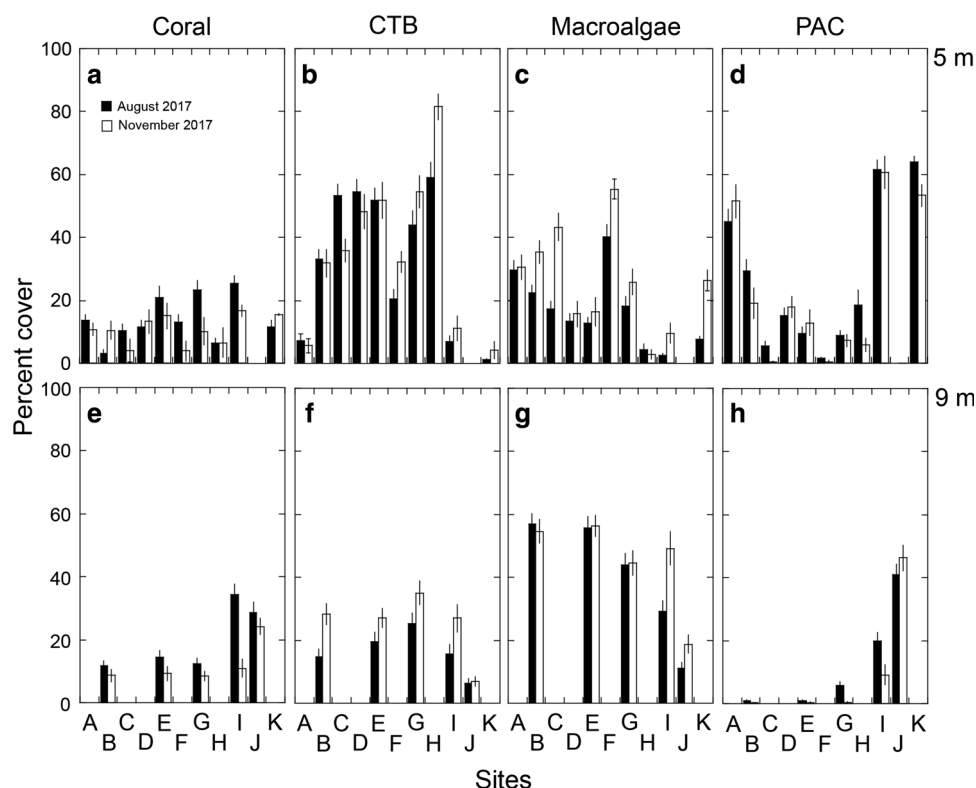 Coral CTB Macroalgae PAC
100 a b c d 5 m
August 2017
November 2017
80
60
40
20
0
Percent cover
100 e f g h 9 m
80
60
40
20
0
A C E G I K A C E G I K A C E G I K A C E G I K
B D F H J B D F H J B D F H J B D F H J
Sites